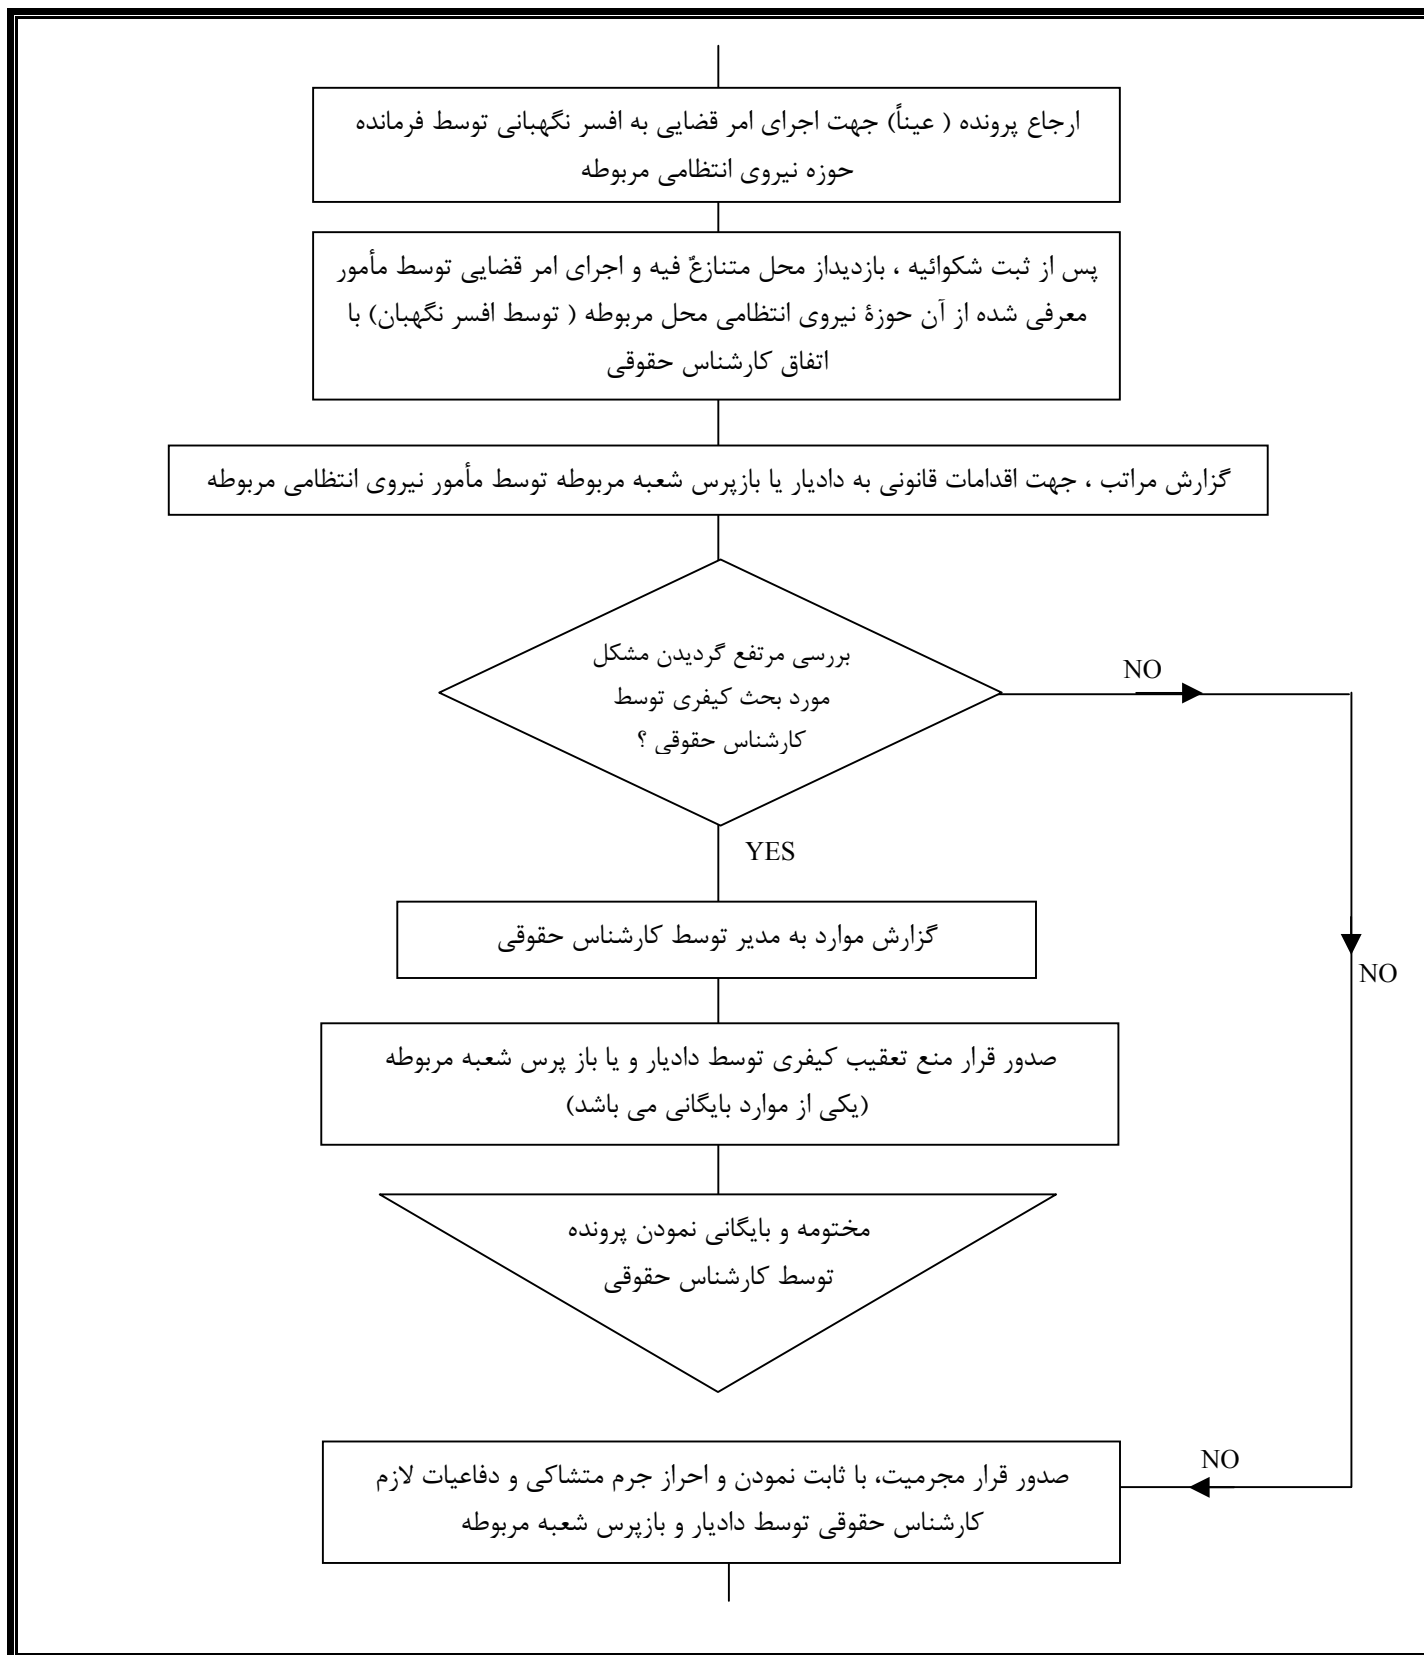 ارجاع پرونده ( عیناً) جهت اجرای امر قضایی به افسر نگهبانی توسط فرمانده
حوزه نیروی انتظامی مربوطه
پس از ثبت شکوائیه ، بازدیداز محل متنازعٌ فیه و اجرای امر قضایی توسط مأمور
معرفی شده از آن حوزۀ نیروی انتظامی محل مربوطه ( توسط افسر نگهبان) با
اتفاق کارشناس حقوقی
گزارش مراتب ، جهت اقدامات قانونی به دادیار یا بازپرس شعبه مربوطه توسط مأمور نیروی انتظامی مربوطه
بررسی مرتفع گردیدن مشکل
مورد بحث کیفری توسط
کارشناس حقوقی ؟
NO
YES
گزارش موارد به مدیر توسط کارشناس حقوقی
NO
صدور قرار منع تعقیب کیفری توسط دادیار و یا باز پرس شعبه مربوطه
(یکی از موارد بایگانی می باشد)
مختومه و بایگانی نمودن پرونده
توسط کارشناس حقوقی
NO
صدور قرار مجرمیت، با ثابت نمودن و احراز جرم متشاکی و دفاعیات لازم
کارشناس حقوقی توسط دادیار و بازپرس شعبه مربوطه